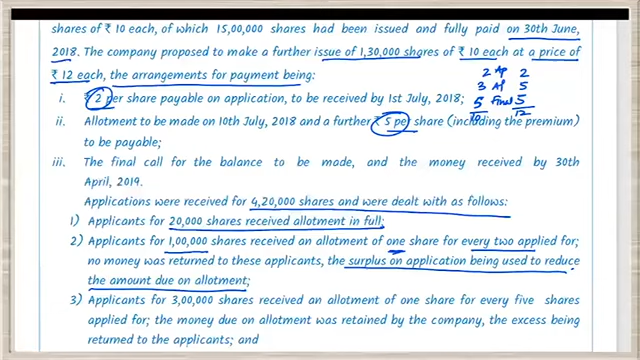 shares of ₹ 10 each, of which 15,00,000 shares had been issued and fully paid on 30th June,
2018. The company proposed to make a further issue of 1,30,000 shares of ₹ 10 each at a price of
₹ 12 each, the arrangements for payment being:
2 Ap 2
i. ₹ 2 per share payable on application, to be received by 1st July, 2018;
3 Al 5
5 Final 5
10 12
ii. Allotment to be made on 10th July, 2018 and a further ₹ 5 per share (including the premium)
to be payable;
iii. The final call for the balance to be made, and the money received by 30th
April, 2019.
Applications were received for 4,20,000 shares and were dealt with as follows:
1) Applicants for 20,000 shares received allotment in full;
2) Applicants for 1,00,000 shares received an allotment of one share for every two applied for;
no money was returned to these applicants, the surplus on application being used to reduce
the amount due on allotment;
3) Applicants for 3,00,000 shares received an allotment of one share for every five shares
applied for; the money due on allotment was retained by the company, the excess being
returned to the applicants; and